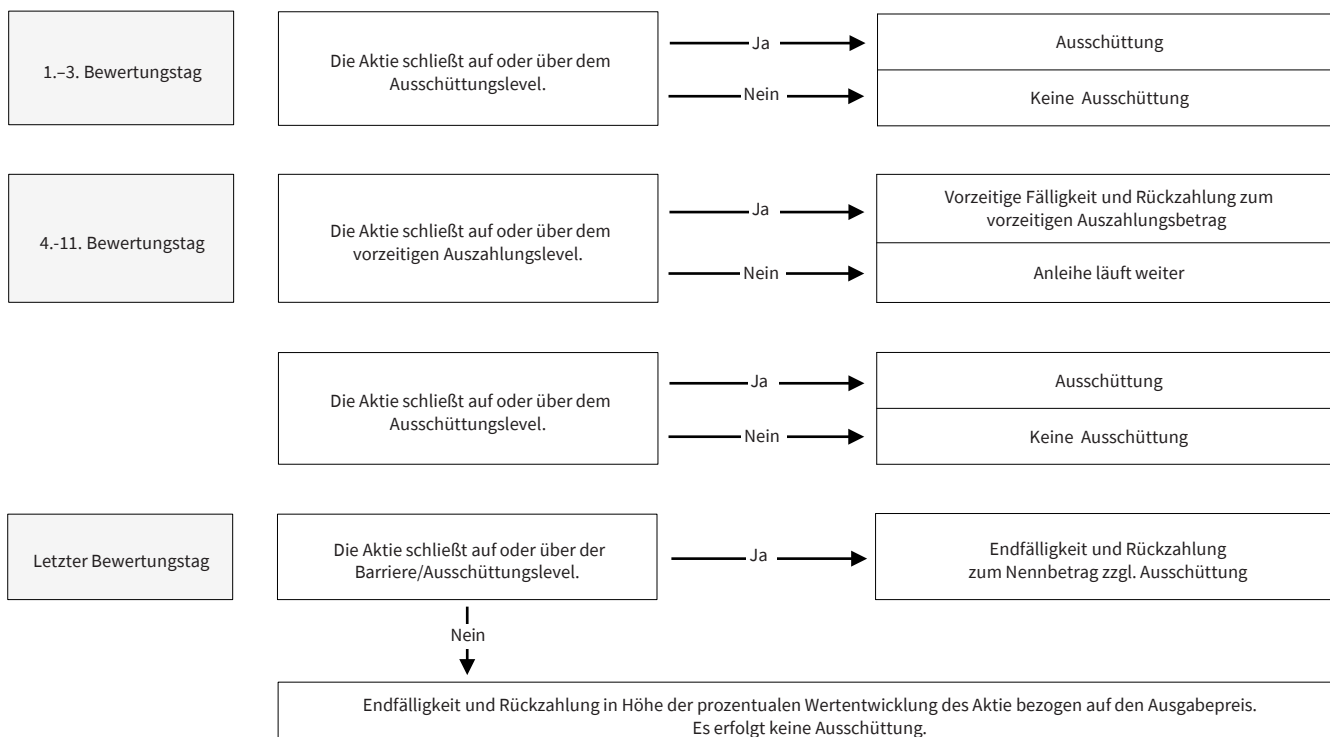 1.–3. Bewertungstag
Die Aktie schließt auf oder über dem
Ausschüttungslevel.
Ja
Ausschüttung
Nein
Keine Ausschüttung
4.-11. Bewertungstag
Die Aktie schließt auf oder über dem
vorzeitigen Auszahlungslevel.
Ja
Vorzeitige Fälligkeit und Rückzahlung zum
vorzeitigen Auszahlungsbetrag
Nein
Anleihe läuft weiter
Die Aktie schließt auf oder über dem
Ausschüttungslevel.
Ja
Ausschüttung
Nein
Keine Ausschüttung
Letzter Bewertungstag
Die Aktie schließt auf oder über der
Barriere/Ausschüttungslevel.
Ja
Endfälligkeit und Rückzahlung
zum Nennbetrag zzgl. Ausschüttung
Nein
Endfälligkeit und Rückzahlung in Höhe der prozentualen Wertentwicklung des Aktie bezogen auf den Ausgabepreis.
Es erfolgt keine Ausschüttung.